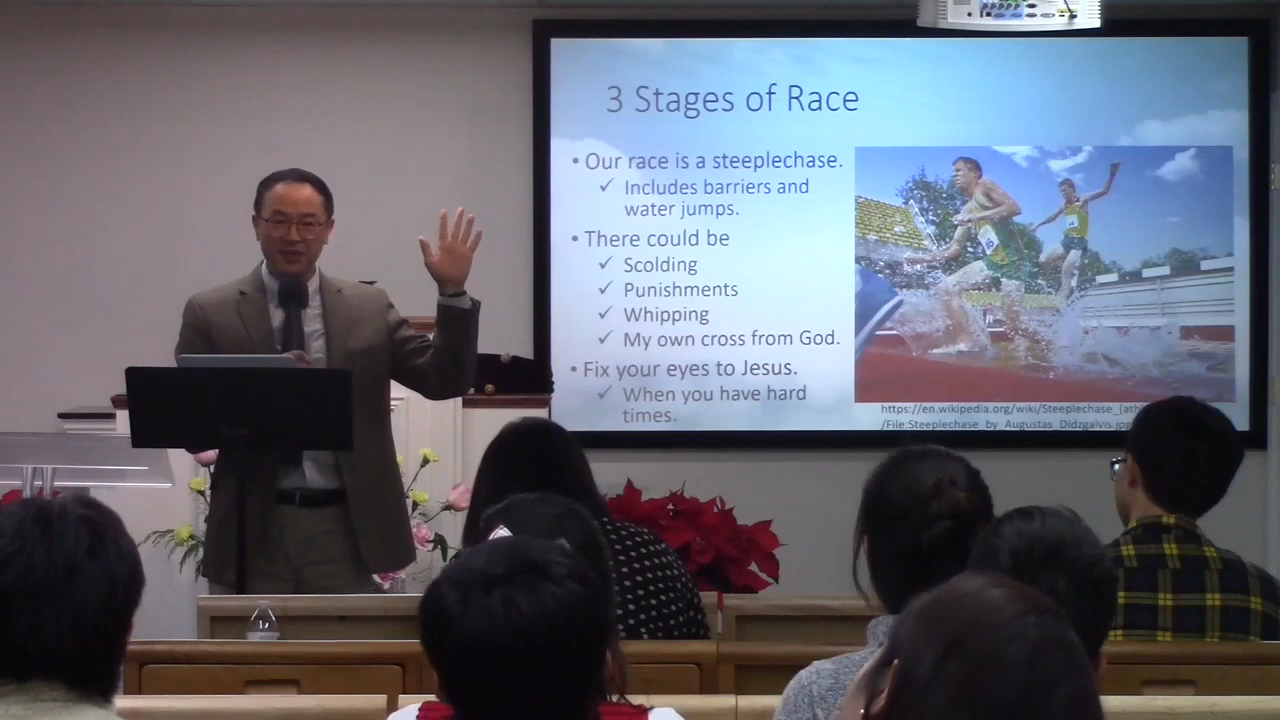 3 Stages of Race
• Our race is a steeplechase.
✓ Includes barriers and
water jumps.
• There could be
✓ Scolding
✓ Punishments
✓ Whipping
✓ My own cross from God.
• Fix your eyes to Jesus.
✓ When you have hard
times.
https://en.wikipedia.org/wiki/Steeplechase_(ath
/File:Steeplechase_by_Augustas_Didzgalvis.jpg